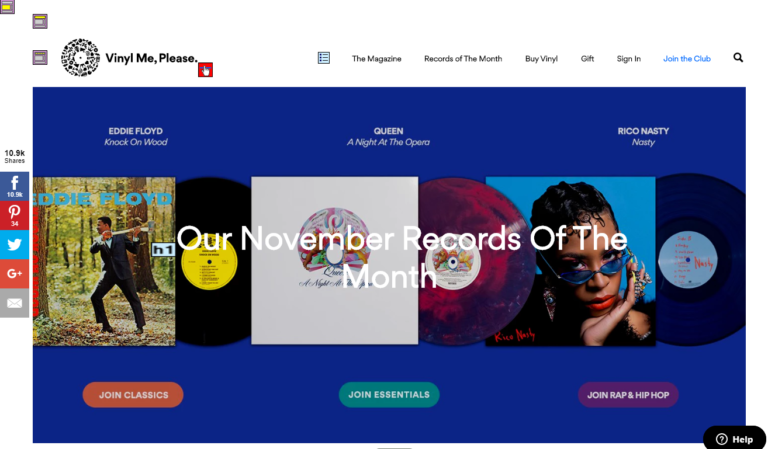 Vinyl Me, Please.
The Magazine
Records of The Month
Buy Vinyl
Gift
Sign In
Join the Club
EDDIE FLOYD
Knock On Wood
QUEEN
A Night At The Opera
RICO NASTY
Nasty
10.9k
Shares
10.9k
34
EDDIE FLOYD
h1
Our November Records Of The
Month
Queen
A Night At
Rico Nasty
Nasty
JOIN CLASSICS
JOIN ESSENTIALS
JOIN RAP & HIP HOP
Help